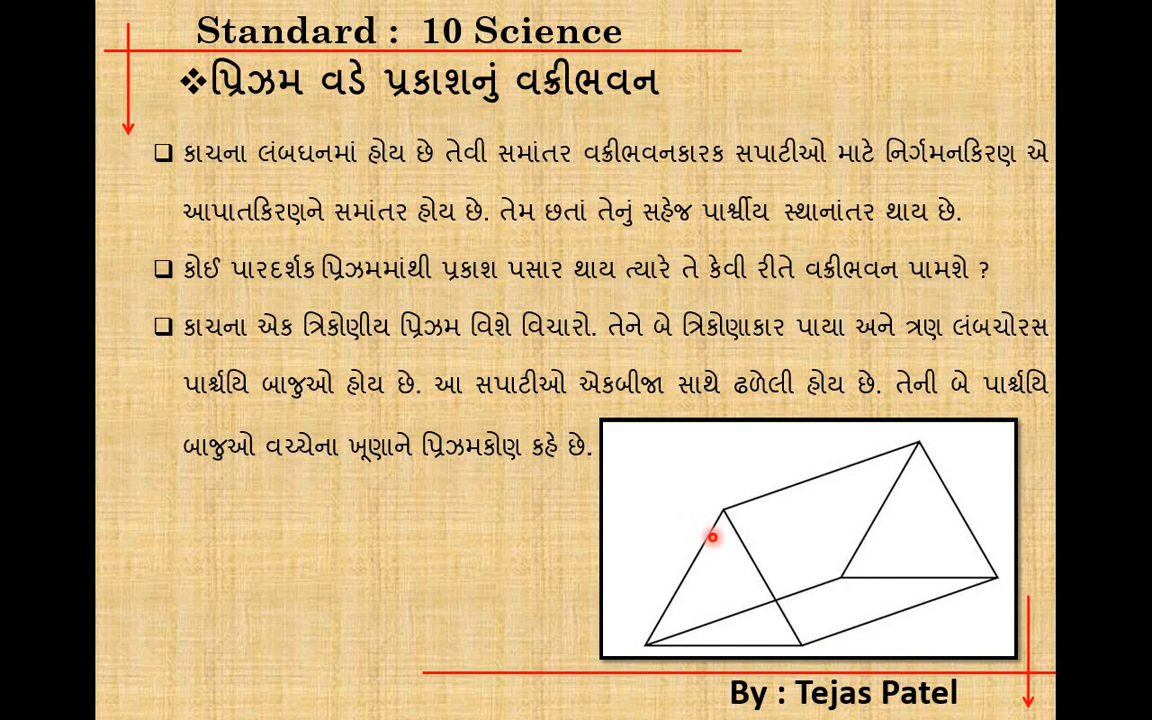 Standard : 10 Science
❖પ્રિઝમ વડે પ્રકાશનું વક્રીભવન
❑ કાચના લંબઘનમાં હોય છે તેવી સમાંતર વક્રીભવનકારક સપાટીઓ માટે નિર્ગમનકિરણ એ
આપાતકિરણને સમાંતર હોય છે. તેમ છતાં તેનું સહેજ પાર્શ્વીય સ્થાનાંતર થાય છે.
❑ કોઈ પારદર્શક પ્રિઝમમાંથી પ્રકાશ પસાર થાય ત્યારે તે કેવી રીતે વક્રીભવન પામશે ?
❑ કાચના એક ત્રિકોણીય પ્રિઝમ વિશે વિચારો. તેને બે ત્રિકોણાકાર પાયા અને ત્રણ લંબચોરસ
પાર્શ્વયિ બાજુઓ હોય છે. આ સપાટીઓ એકબીજા સાથે ઢળેલી હોય છે. તેની બે પાર્શ્વયિ
બાજુઓ વચ્ચેના ખૂણાને પ્રિઝમકોણ કહે છે.
By : Tejas Patel